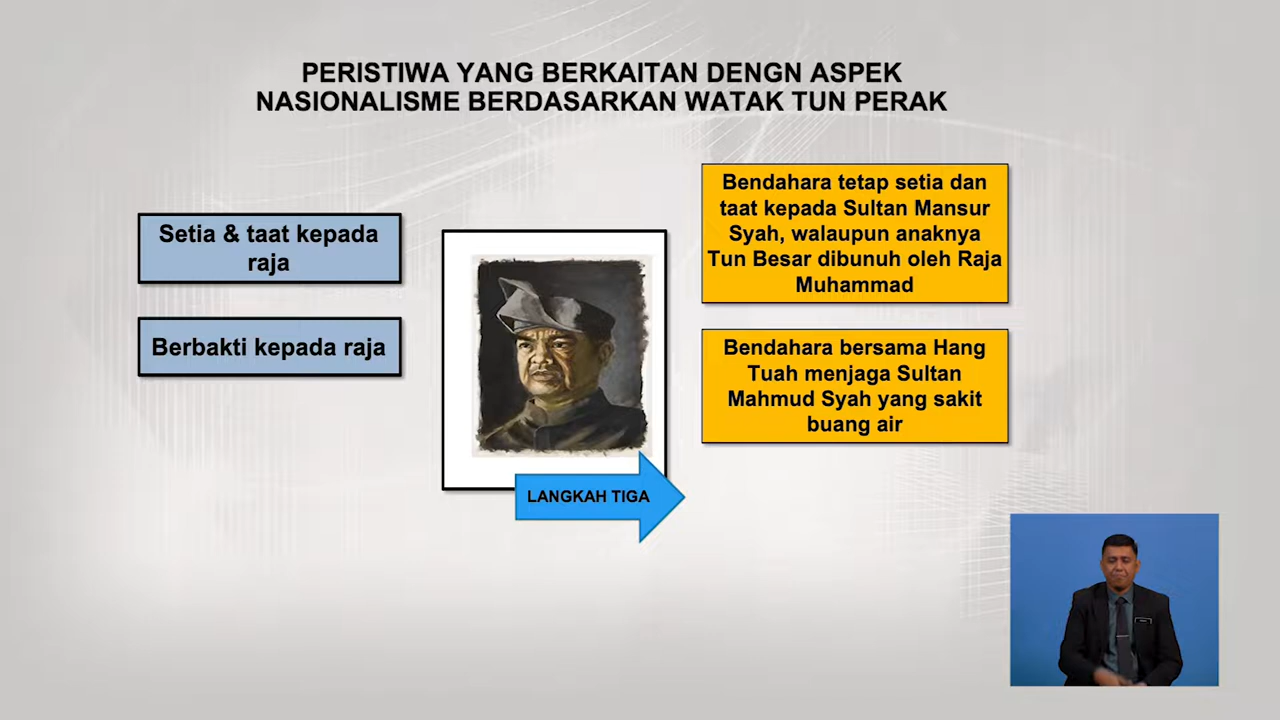 PERISTIWA YANG BERKAITAN DENGN ASPEK
NASIONALISME BERDASARKAN WATAK TUN PERAK
Setia & taat kepada
raja
Berbakti kepada raja
LANGKAH TIGA
Bendahara tetap setia dan
taat kepada Sultan Mansur
Syah, walaupun anaknya
Tun Besar dibunuh oleh Raja
Muhammad
Bendahara bersama Hang
Tuah menjaga Sultan
Mahmud Syah yang sakit
buang air